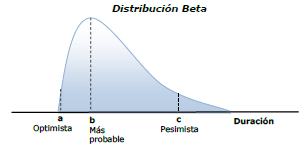 Distribución Beta
a
Optimista
b
Más
probable
c
Pesimista
Duración